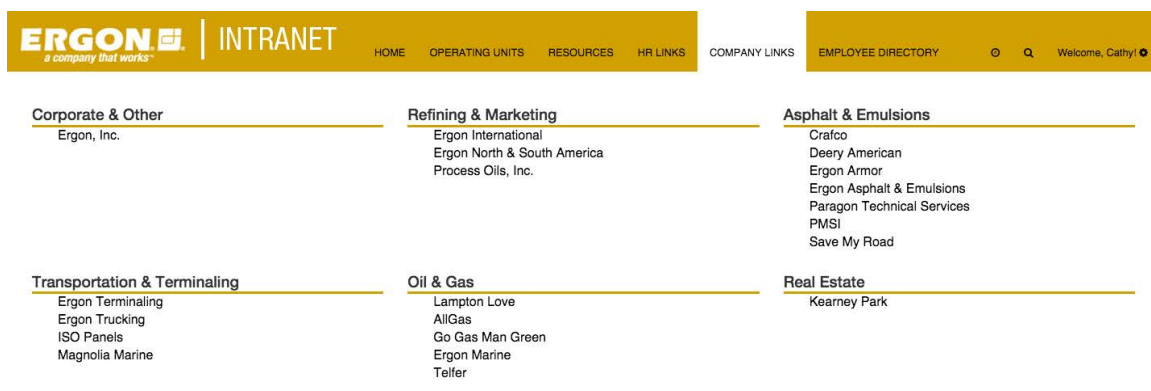 ERGON. INTRANET
a company that works℠
HOME OPERATING UNITS RESOURCES HR LINKS COMPANY LINKS EMPLOYEE DIRECTORY Welcome, Cathy!
Corporate & Other
Ergon, Inc.
Refining & Marketing
Ergon International
Ergon North & South America
Process Oils, Inc.
Asphalt & Emulsions
Crafco
Deery American
Ergon Armor
Ergon Asphalt & Emulsions
Paragon Technical Services
PMSI
Save My Road
Transportation & Terminaling
Ergon Terminaling
Ergon Trucking
ISO Panels
Magnolia Marine
Oil & Gas
Lampton Love
AllGas
Go Gas Man Green
Ergon Marine
Telfer
Real Estate
Kearney Park